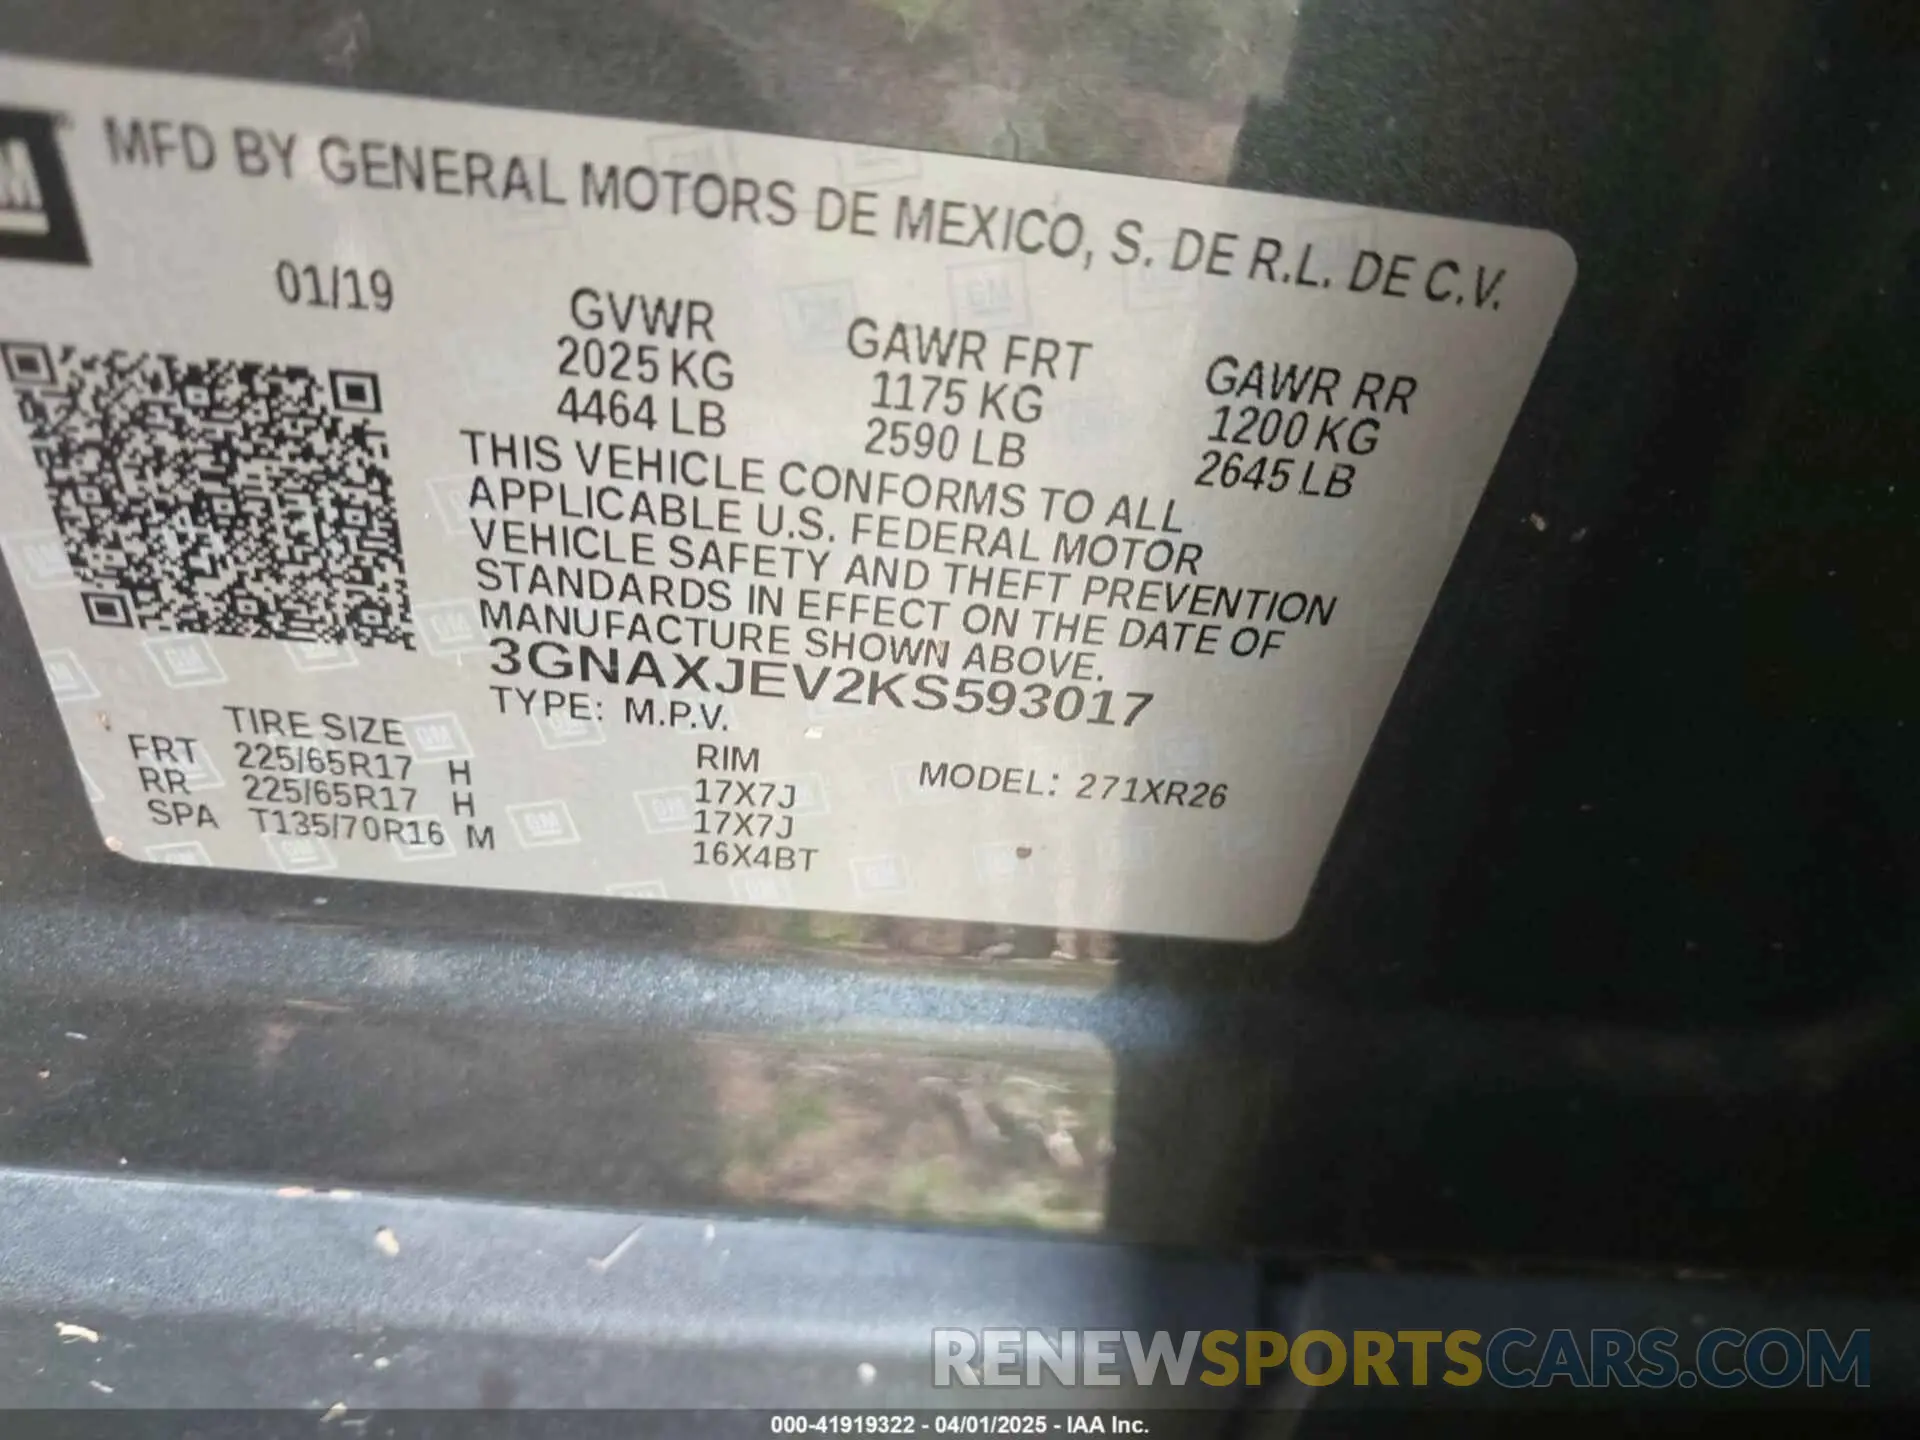 GM
MFD BY GENERAL MOTORS DE MEXICO, S. DE R.L. DE C.V.
01/19
GVWR GAWR FRT GAWR RR
2025 KG 1175 KG 1200 KG
4464 LB 2590 LB 2645 LB
THIS VEHICLE CONFORMS TO ALL
APPLICABLE U.S. FEDERAL MOTOR
VEHICLE SAFETY AND THEFT PREVENTION
STANDARDS IN EFFECT ON THE DATE OF
MANUFACTURE SHOWN ABOVE.
3GNAXJEV2KS593017
TYPE: M.P.V.
TIRE SIZE RIM MODEL: 271XR26
FRT 225/65R17 H 17X7J
RR 225/65R17 H 17X7J
SPA T135/70R16 M 16X4BT
RENEWSPORTSCARS.COM
000-41919322 - 04/01/2025 - IAA Inc.